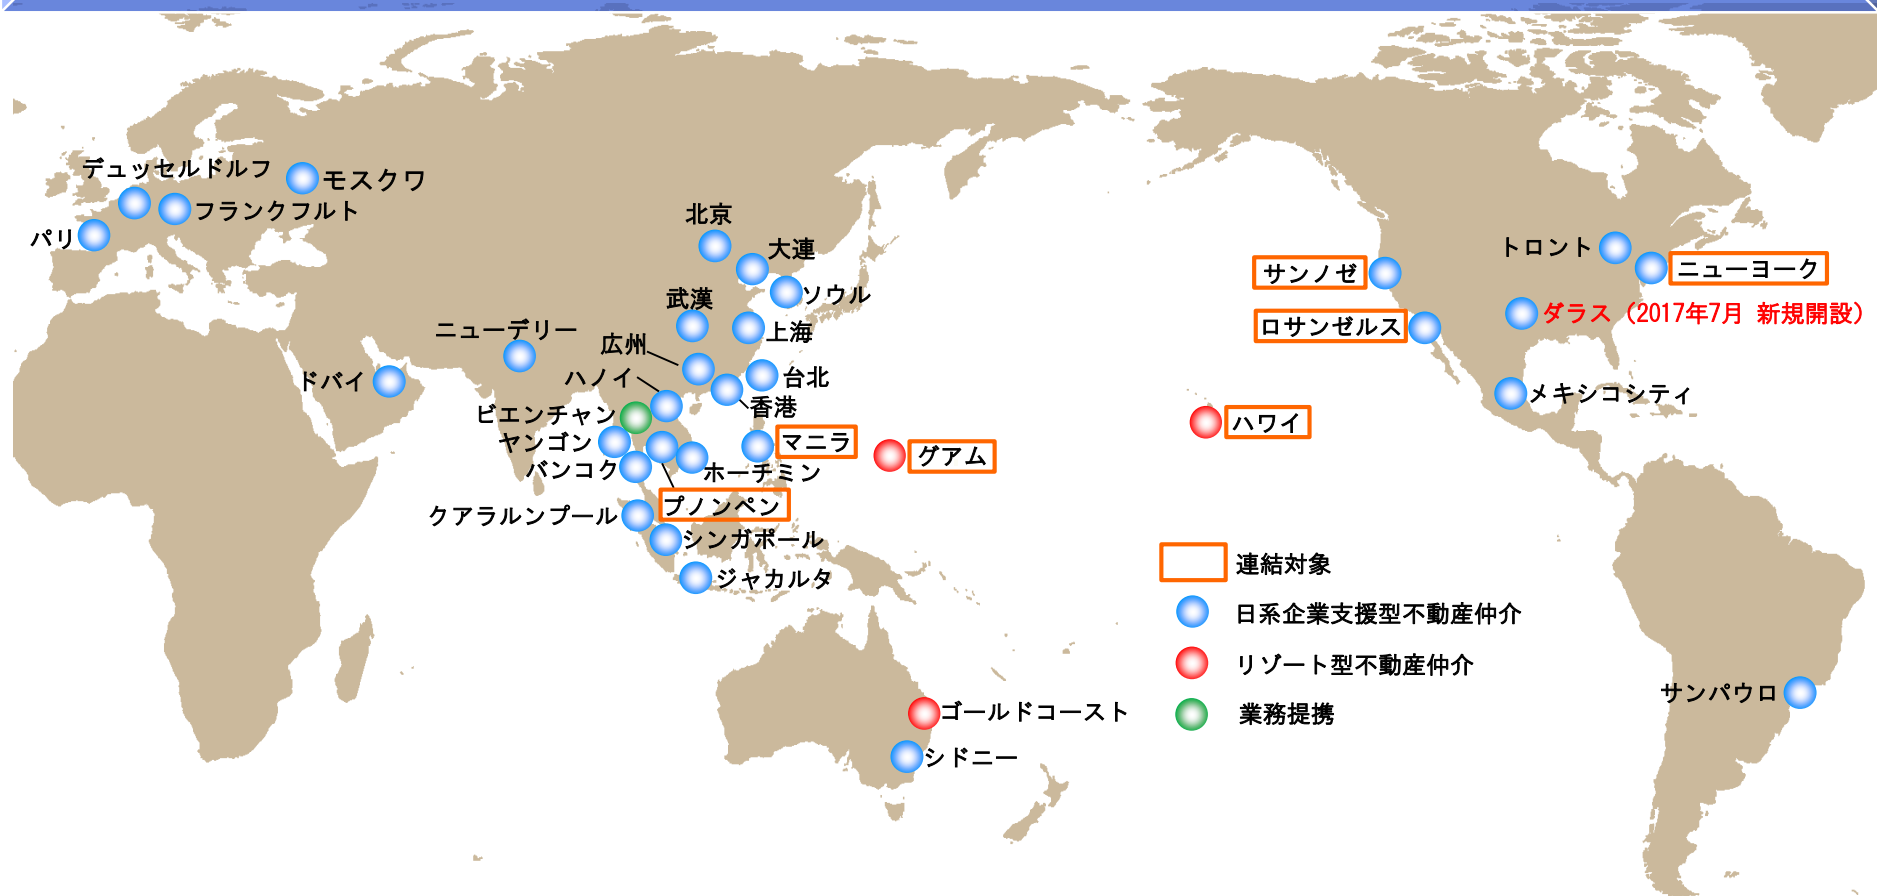 デュッセルドルフ
モスクワ
フランクフルト
パリ
北京
大連
ソウル
武漢
上海
ニューデリー
広州
ドバイ
ハノイ
台北
香港
ビエンチャン
ヤンゴン
マニラ
グアム
バンコク
ホーチミン
プノンペン
クアラルンプール
シンガポール
ジャカルタ
ゴールドコースト
シドニー
トロント
サンノゼ
ニューヨーク
ダラス（2017年7月 新規開設）
ロサンゼルス
メキシコシティ
ハワイ
サンパウロ
連結対象
日系企業支援型不動産仲介
リゾート型不動産仲介
業務提携